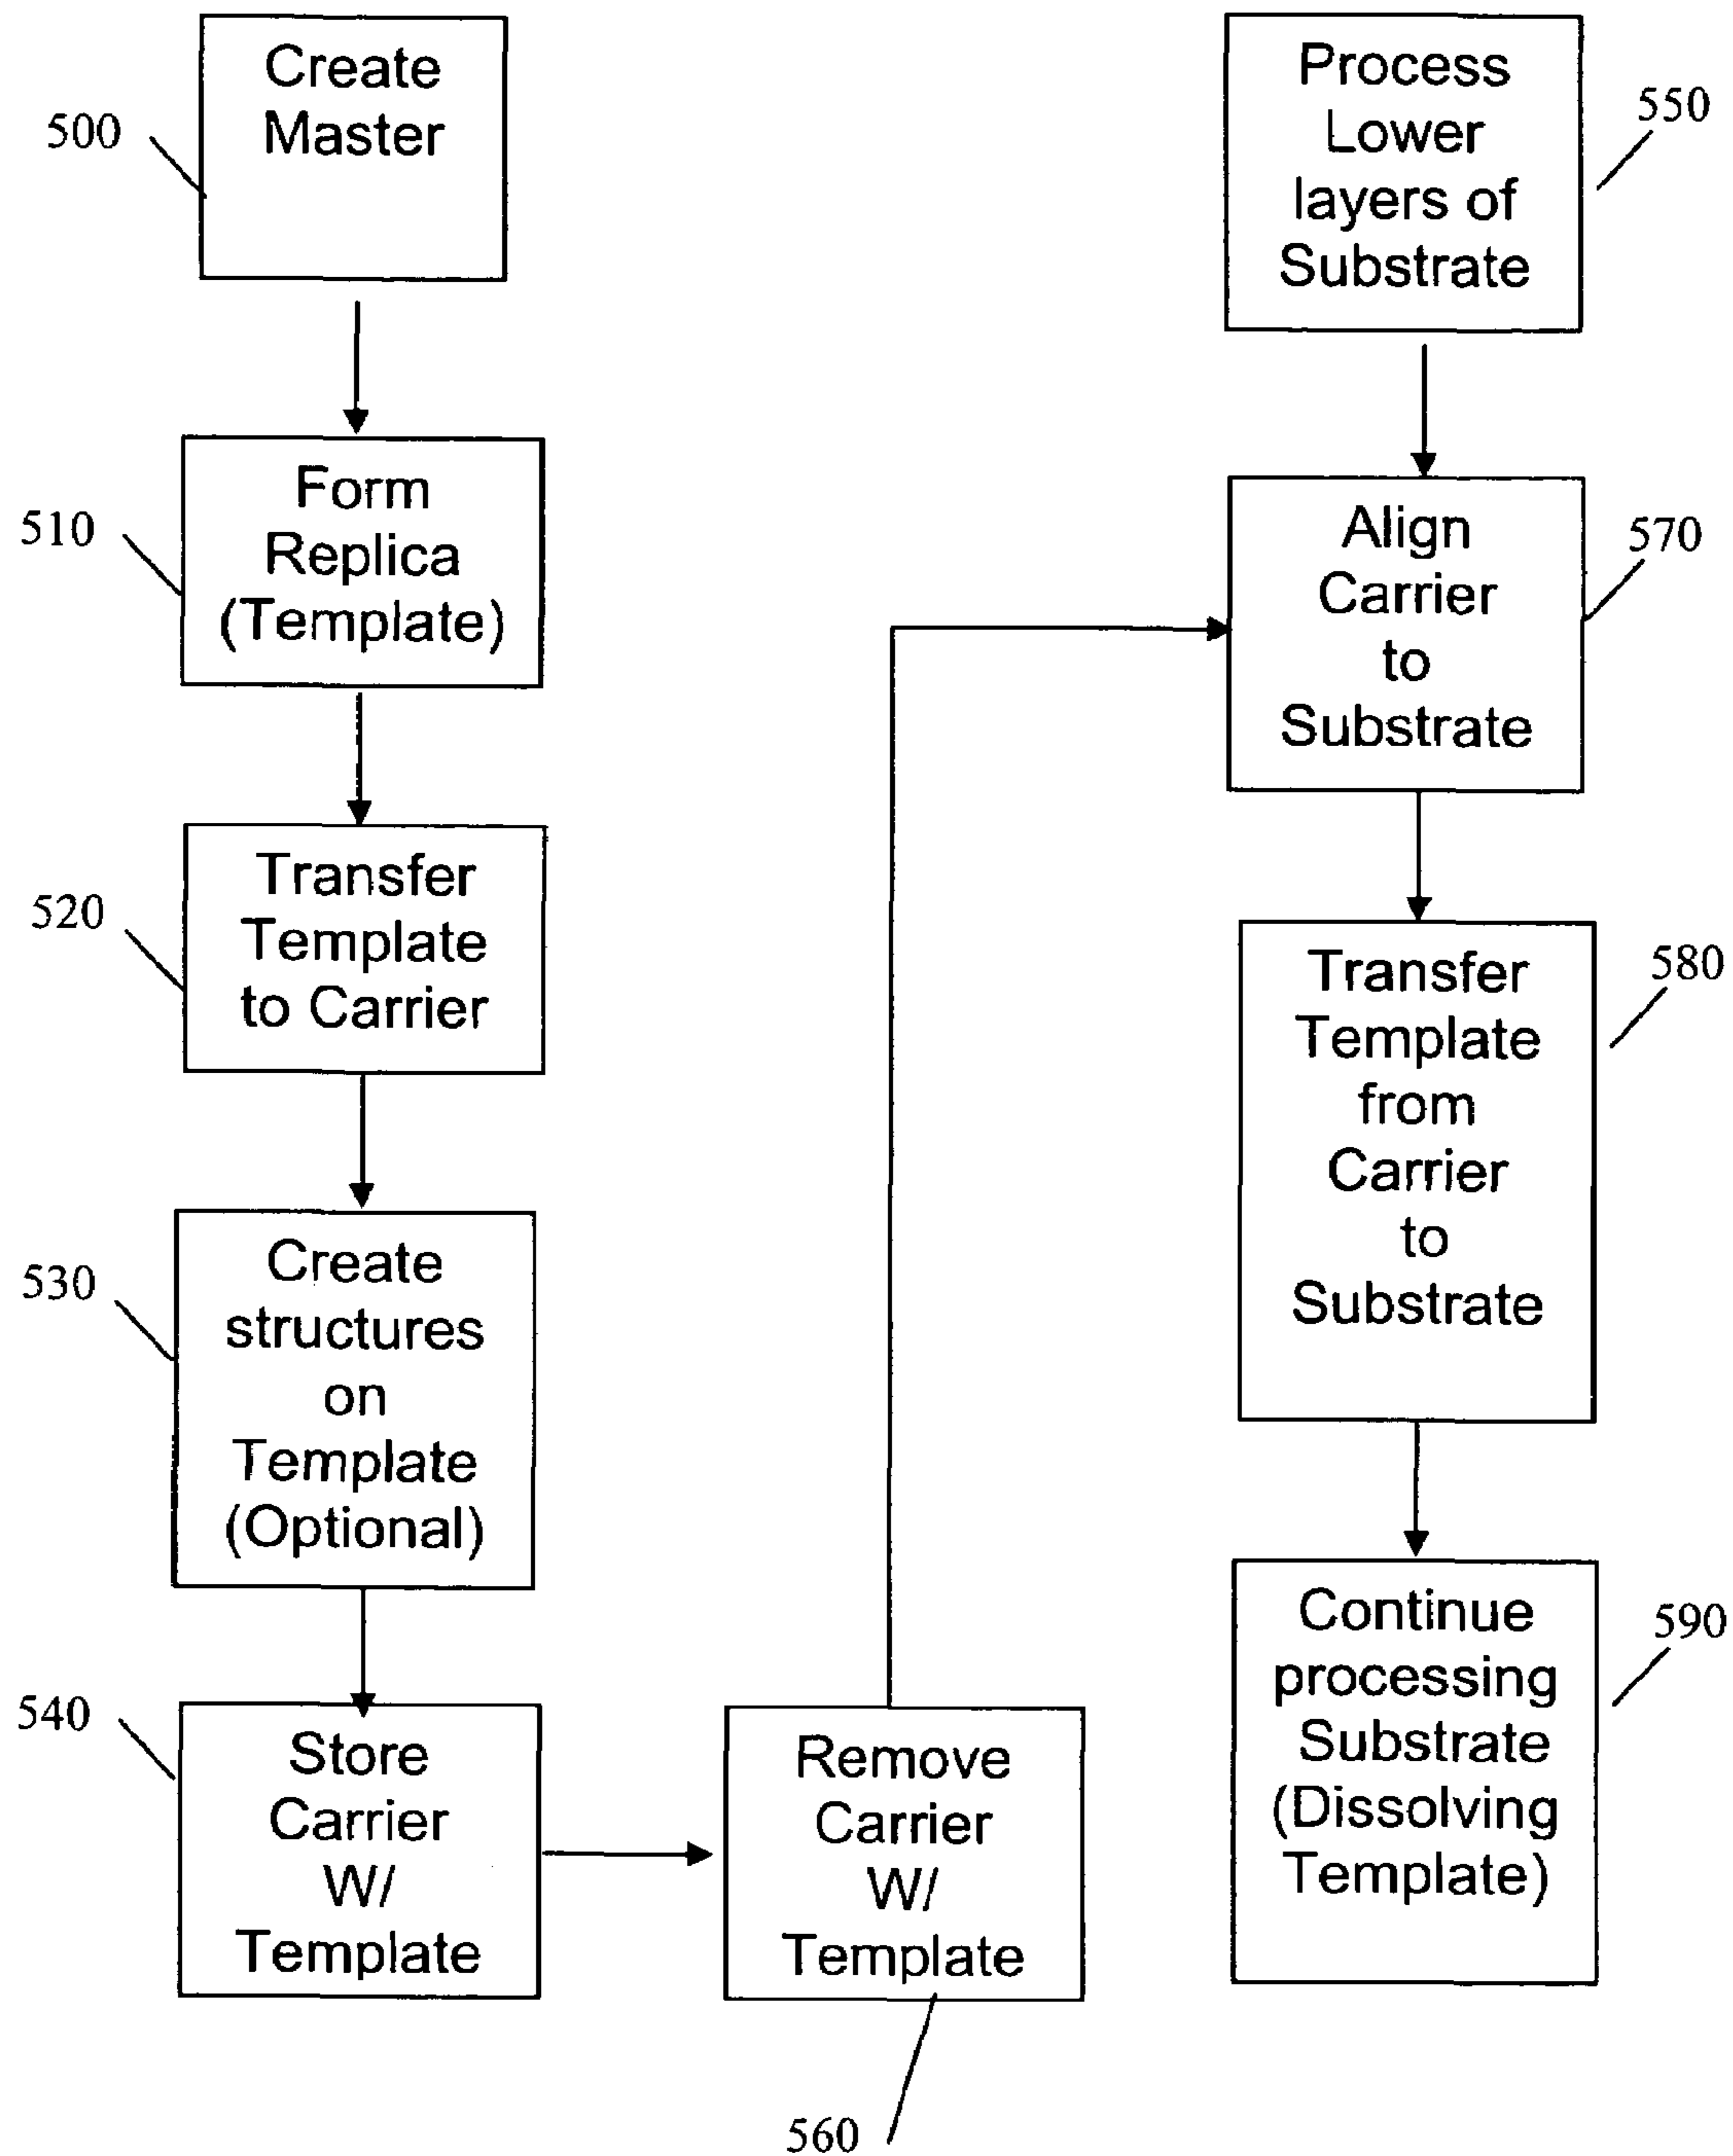 500
Create
Master
510
Form
Replica
(Template)
520
Transfer
Template
to Carrier
530
Create
structures
on
Template
(Optional)
540
Store
Carrier
W/
Template
Remove
Carrier
W/
Template
560
Process
Lower
layers of
Substrate
550
Align
Carrier
to
Substrate
570
Transfer
Template
from
Carrier
to
Substrate
580
Continue
processing
Substrate
(Dissolving
Template)
590